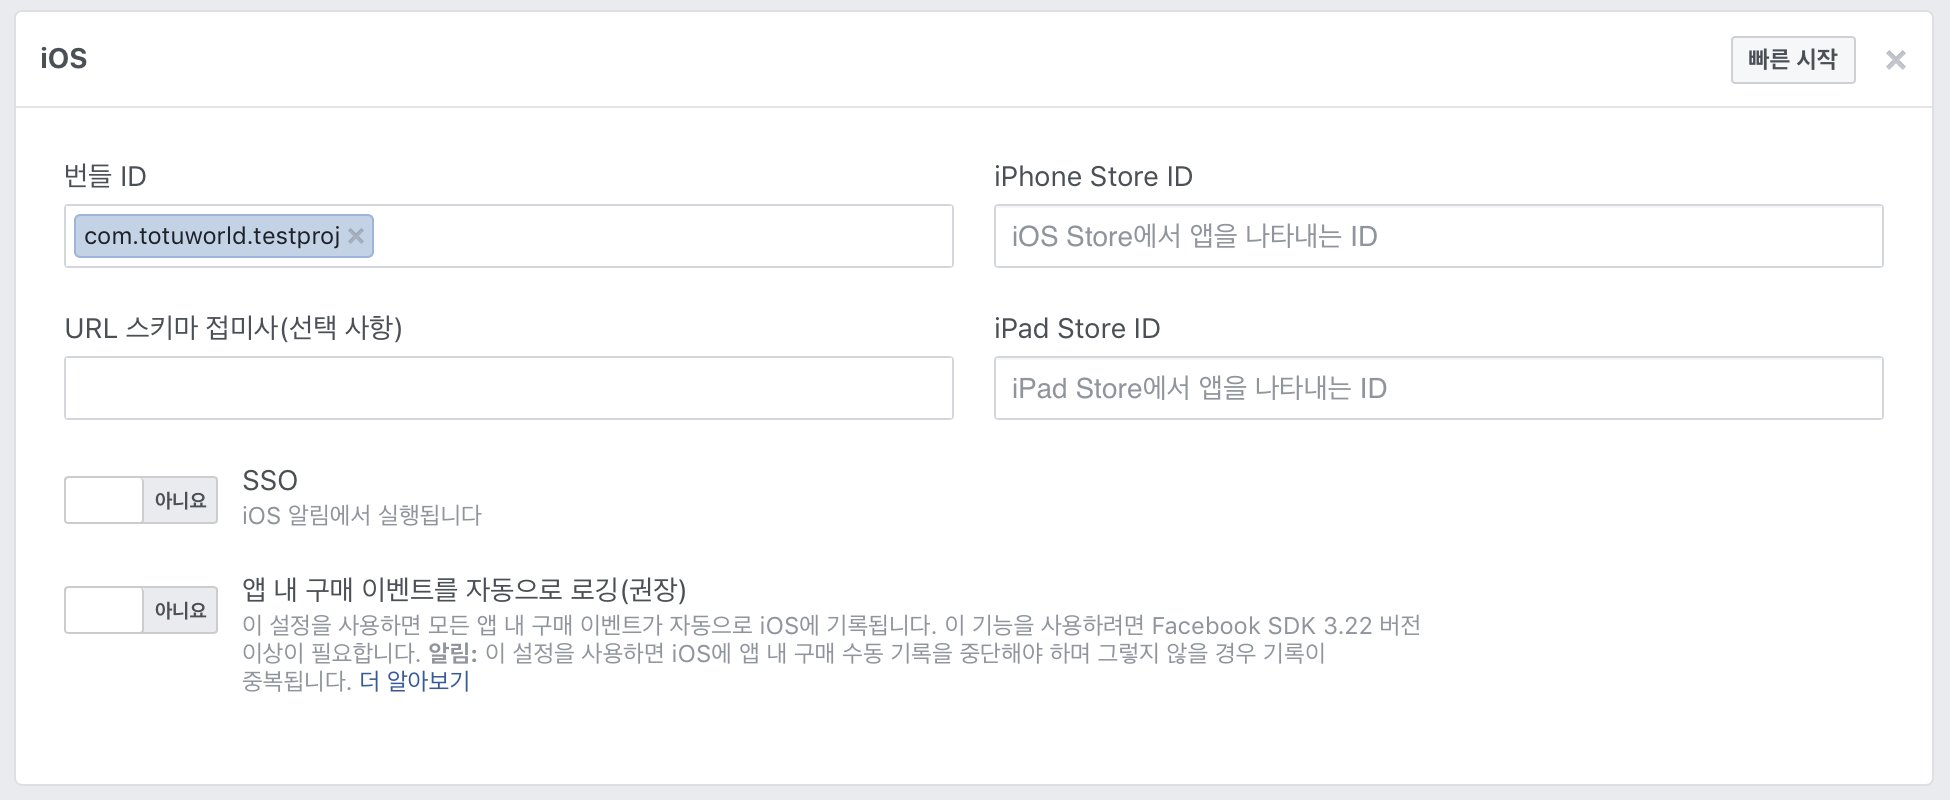 iOS
빠른 시작
번들 ID
iPhone Store ID
com.totuworld.testproj
iOS Store에서 앱을 나타내는 ID
URL 스키마 접미사(선택 사항)
iPad Store ID
iPad Store에서 앱을 나타내는 ID
아니요
SSO
iOS 알림에서 실행됩니다
아니요
앱 내 구매 이벤트를 자동으로 로깅(권장)
이 설정을 사용하면 모든 앱 내 구매 이벤트가 자동으로 iOS에 기록됩니다. 이 기능을 사용하려면 Facebook SDK 3.22 버전
이상이 필요합니다. 알림: 이 설정을 사용하면 iOS에 앱 내 구매 수동 기록을 중단해야 하며 그렇지 않을 경우 기록이
중복됩니다. 더 알아보기